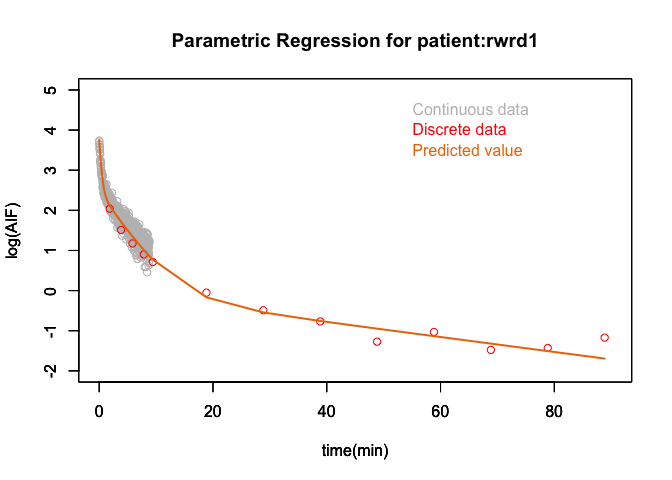 Parametric Regression for patient:rwrd1
Continuous data
Discrete data
Predicted value
5
4
3
2
1
0
-1
-2
log(AIF)
0 20 40 60 80
time(min)